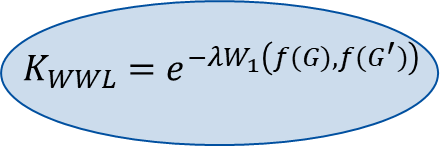 K_{WWL} = e^{-λW_1(f(G),f(G′))}